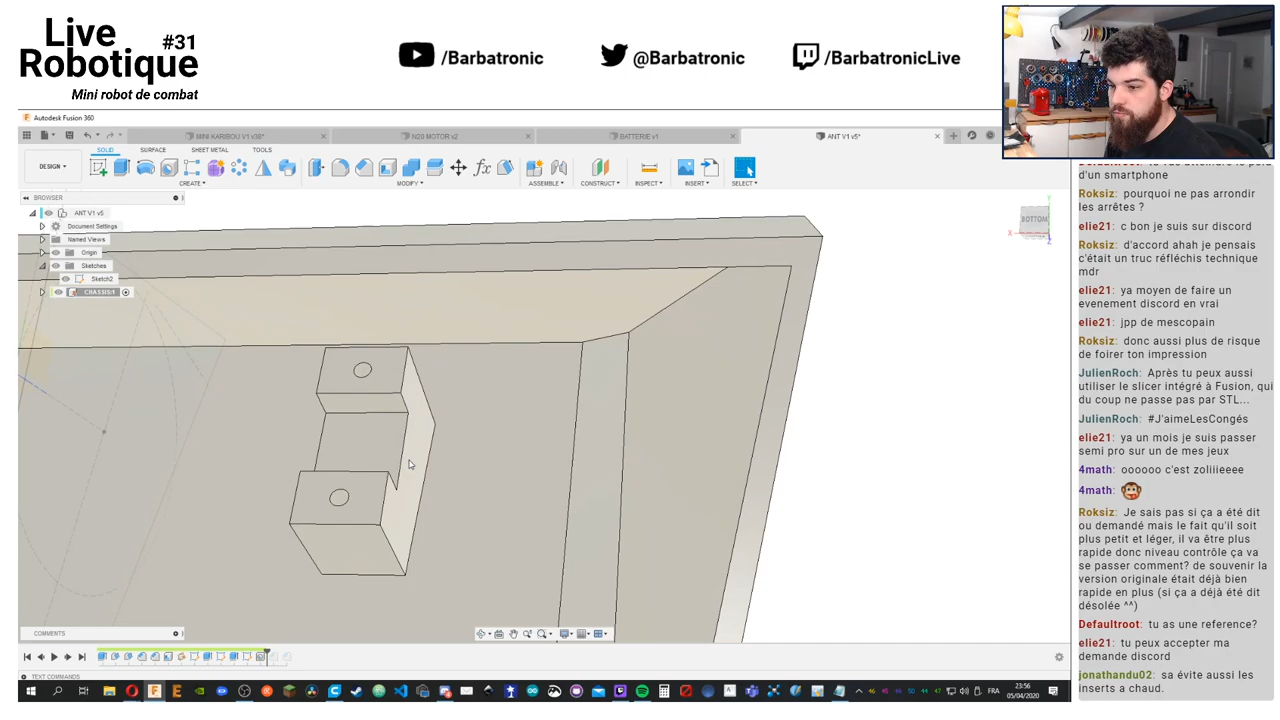 Live
Robotique #31
Mini robot de combat
/Barbatronic
@Barbatronic
/BarbatronicLive
Autodesk Fusion 360
MINI KARIBOU V1 v38*
N20 MOTOR v2
BATTERIE v1
ANT V1 v5*
SOLID SURFACE SHEET METAL TOOLS
DESIGN
CREATE MODIFY ASSEMBLE CONSTRUCT INSPECT INSERT SELECT
BROWSER
ANT V1 v5
Document Settings
Named Views
Origin
Sketches
Sketch2
CHASSIS:1
BOTTOM
X
Y
Z
COMMENTS
TEXT COMMANDS
FRA
23:56
05/04/2020
d'un smartphone
Roksiz: pourquoi ne pas arrondir
les arrêtes ?
elie21: c bon je suis sur discord
Roksiz: d'accord ahah je pensais
c'était un truc réfléchis technique
mdr
elie21: ya moyen de faire un
evenement discord en vrai
elie21: jpp de mescopain
Roksiz: donc aussi plus de risque
de foirer ton impression
JulienRoch: Après tu peux aussi
utiliser le slicer intégré à Fusion, qui
du coup ne passe pas par STL...
JulienRoch: #J'aimeLesCongés
elie21: ya un mois je suis passer
semi pro sur un de mes jeux
4math: oooooo c'est zoliiieeee
4math:
Roksiz: Je sais pas si ça a été dit
ou demandé mais le fait qu'il soit
plus petit et léger, il va être plus
rapide donc niveau contrôle ça va
se passer comment? de souvenir la
version originale était déjà bien
rapide en plus (si ça a déjà été dit
désolée ^^)
Defaultroot: tu as une reference?
elie21: tu peux accepter ma
demande discord
jonathandu02: sa évite aussi les
inserts a chaud.